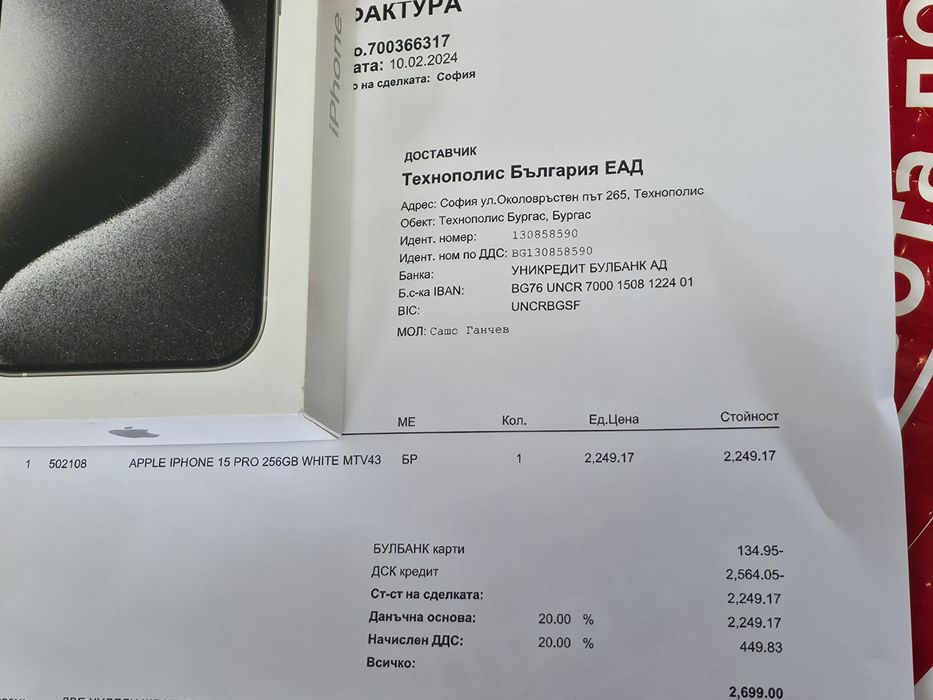 ФАКТУРА
о.700366317
ата: 10.02.2024
о на сделката: София
iPhone
ДОСТАВЧИК
Технополис България ЕАД
Адрес: София ул.Околовръстен път 265, Технополис
Обект: Технополис Бургас, Бургас
Идент. номер: 130858590
Идент. ном по ДДС: BG130858590
Банка: УНИКРЕДИТ БУЛБАНК АД
Б.с-ка IBAN: BG76 UNCR 7000 1508 1224 01
BIC: UNCRBGSF
МОЛ: Сашо Ганчев
МЕ Кол. Ед.Цена Стойност
1 502108 APPLE IPHONE 15 PRO 256GB WHITE MTV43 БР 1 2,249.17 2,249.17
БУЛБАНК карти 134.95-
ДСК кредит 2,564.05-
Ст-ст на сделката: 2,249.17
Данъчна основа: 20.00 % 2,249.17
Начислен ДДС: 20.00 % 449.83
Всичко: 2,699.00